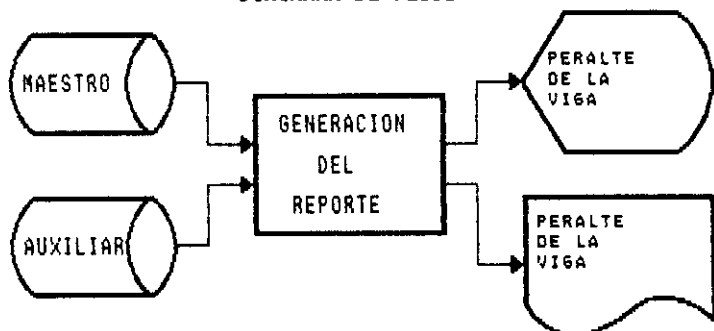 MAESTRO
AUXILIAR
GENERACION
DEL
REPORTE
PERALTE
DE LA
VIGA
PERALTE
DE LA
VIGA